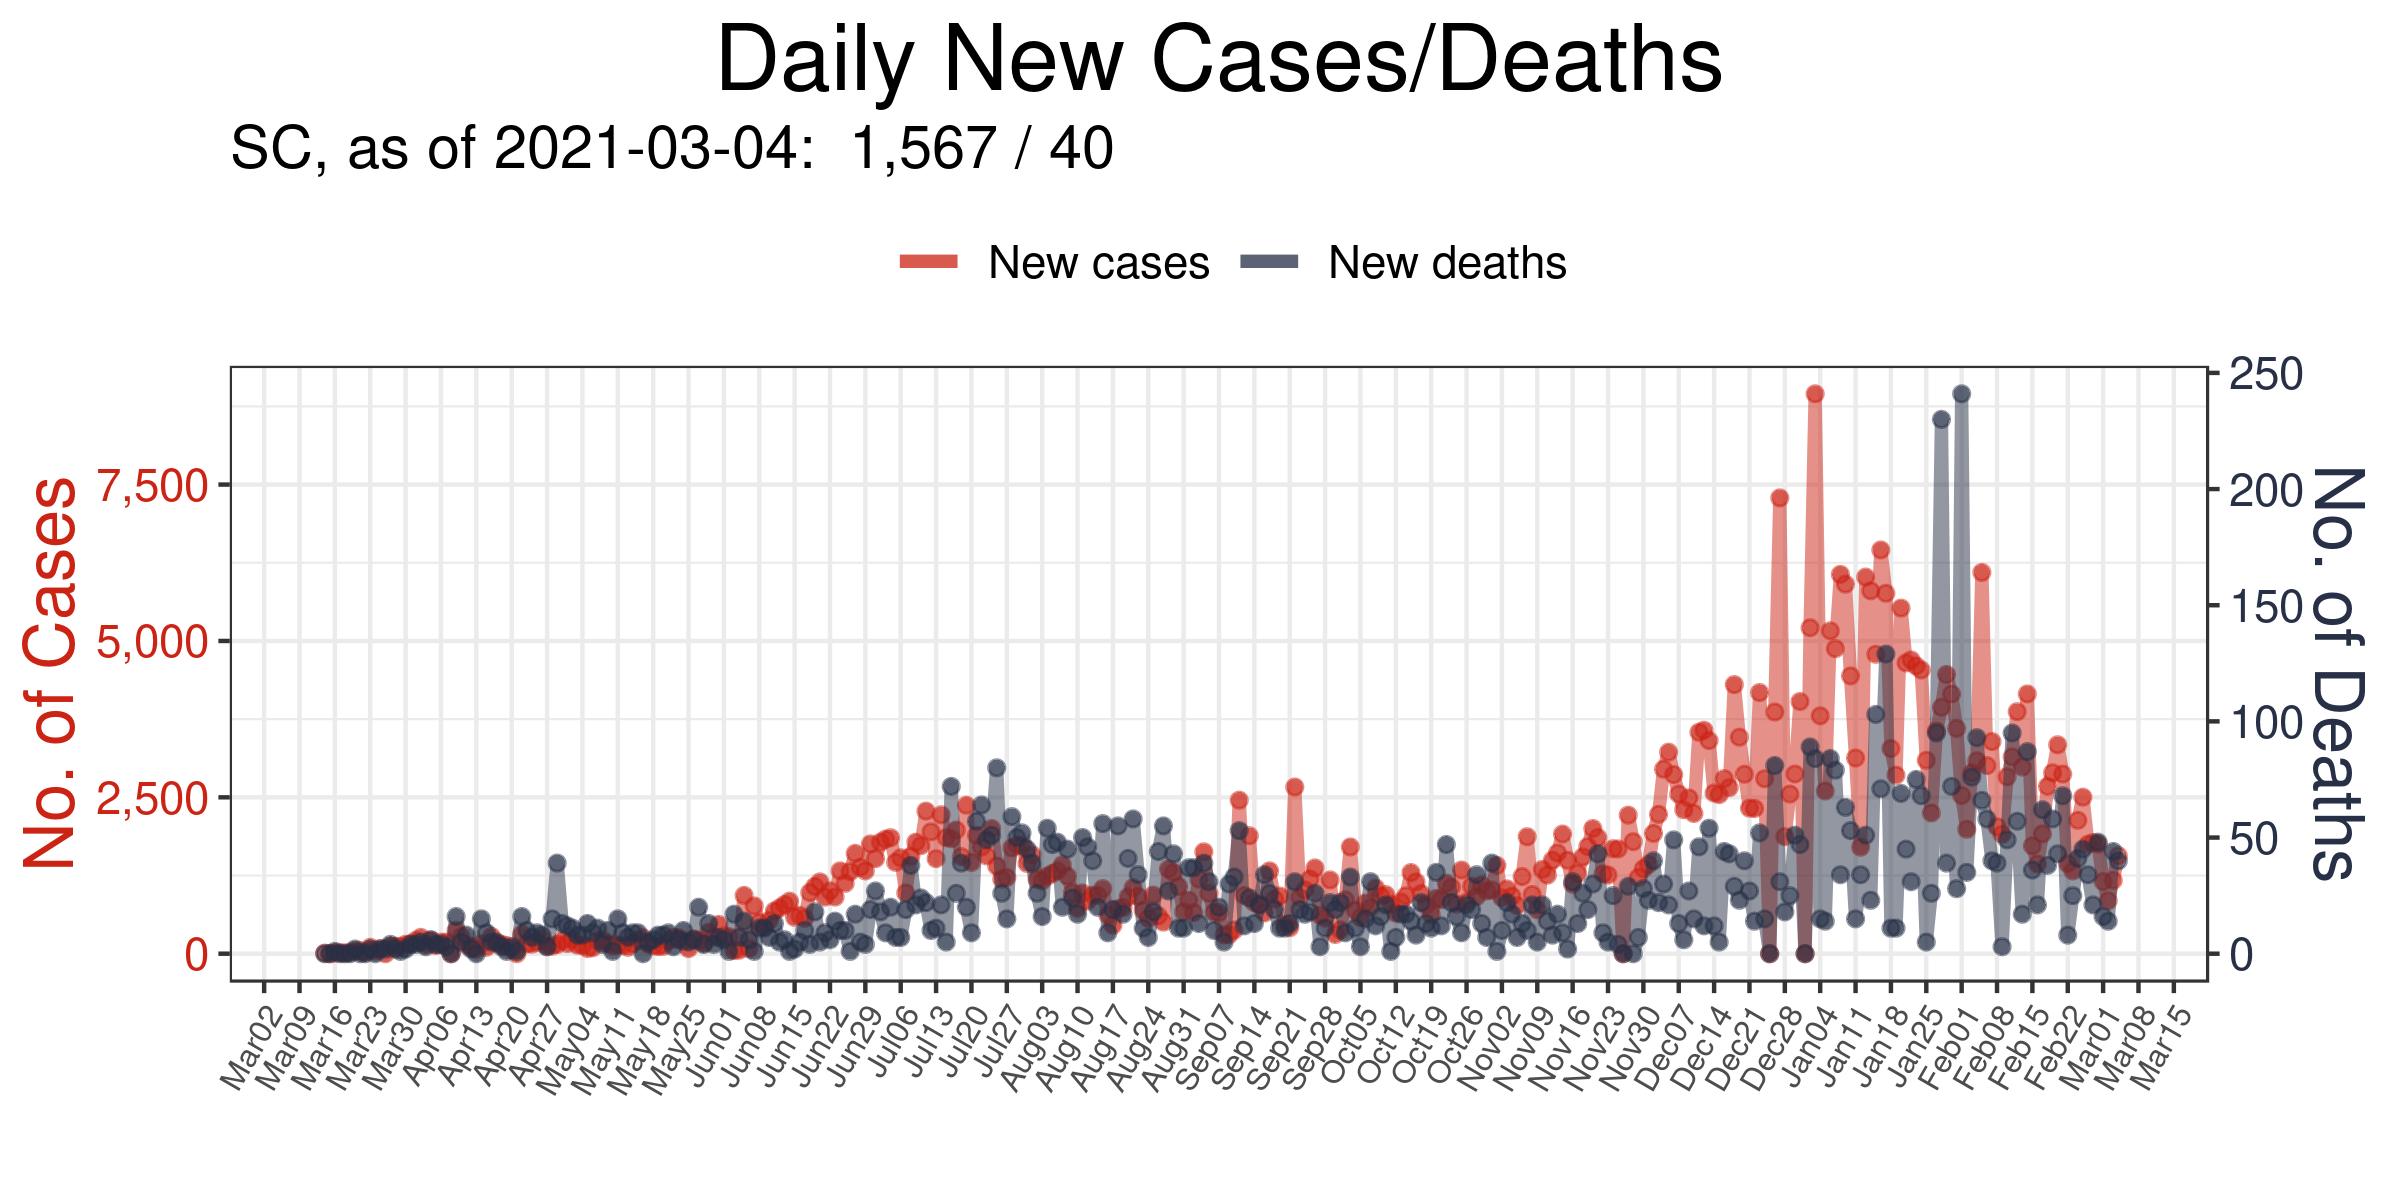 Daily New Cases/Deaths
SC, as of 2021-03-04:  1,567 / 40
New cases
New deaths
No. of Cases
7,500
5,000
2,500
0
250
200
150
100
50
0
No. of Deaths
Mar02
Mar09
Mar16
Mar23
Mar30
Apr06
Apr13
Apr20
Apr27
May04
May11
May18
May25
Jun01
Jun08
Jun15
Jun22
Jun29
Jul06
Jul13
Jul20
Jul27
Aug03
Aug10
Aug17
Aug24
Aug31
Sep07
Sep14
Sep21
Sep28
Oct05
Oct12
Oct19
Oct26
Nov02
Nov09
Nov16
Nov23
Nov30
Dec07
Dec14
Dec21
Dec28
Dec04
Jan11
Jan18
Jan25
Feb01
Feb08
Feb15
Feb22
Mar01
Mar08
Mar15